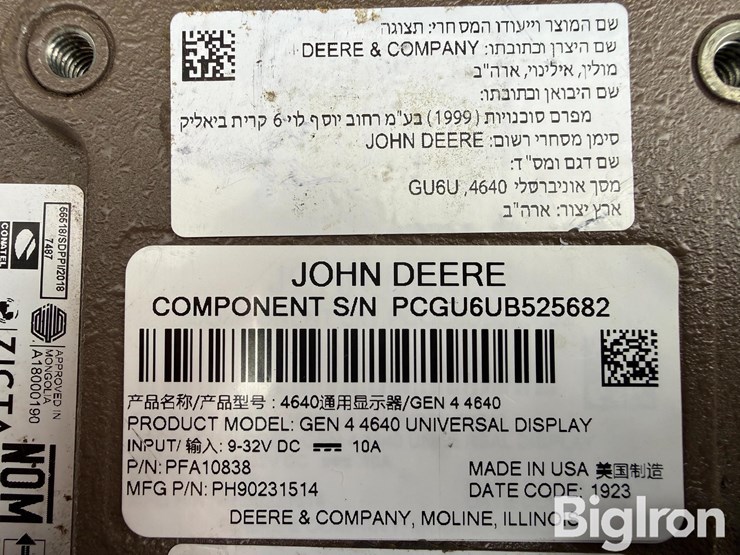 שם המוצר וייעודו המסחרי: תצוגה
שם היצרן וכתובתו: DEERE & COMPANY
מולין, אילינוי, ארה"ב
שם היבואן וכתובתו:
מפרם סוכנויות (1999) בע"מ רחוב יוסף לוי 6 קרית ביאליק
סימן מסחרי רשום: JOHN DEERE
שם דגם ומס"ד:
מסך אוניברסלי 4640, GU6U
ארץ יצור: ארה"ב
CONATEL
56518/SDPPI/2018
7487
APPROVED IN
MONGOLIA
A18000190
NOM
JOHN DEERE
COMPONENT S/N PCGU6UB525682
产品名称/产品型号：4640通用显示器/GEN 4 4640
PRODUCT MODEL: GEN 4 4640 UNIVERSAL DISPLAY
INPUT/ 输入: 9-32V DC 10A
P/N: PFA10838
MADE IN USA 美国制造
MFG P/N: PH90231514
DATE CODE: 1923
DEERE & COMPANY, MOLINE, ILLINOIS
BigIron